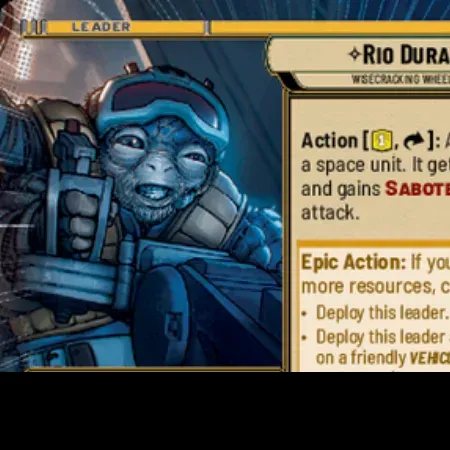 LEADER
RIO DURA
WISECRACKING WHEEL
Action [1, ]: A
a space unit. It get
and gains SABOTE
attack.
Epic Action: If you
more resources, c
Deploy this leader.
Deploy this leader
on a friendly VEHIC